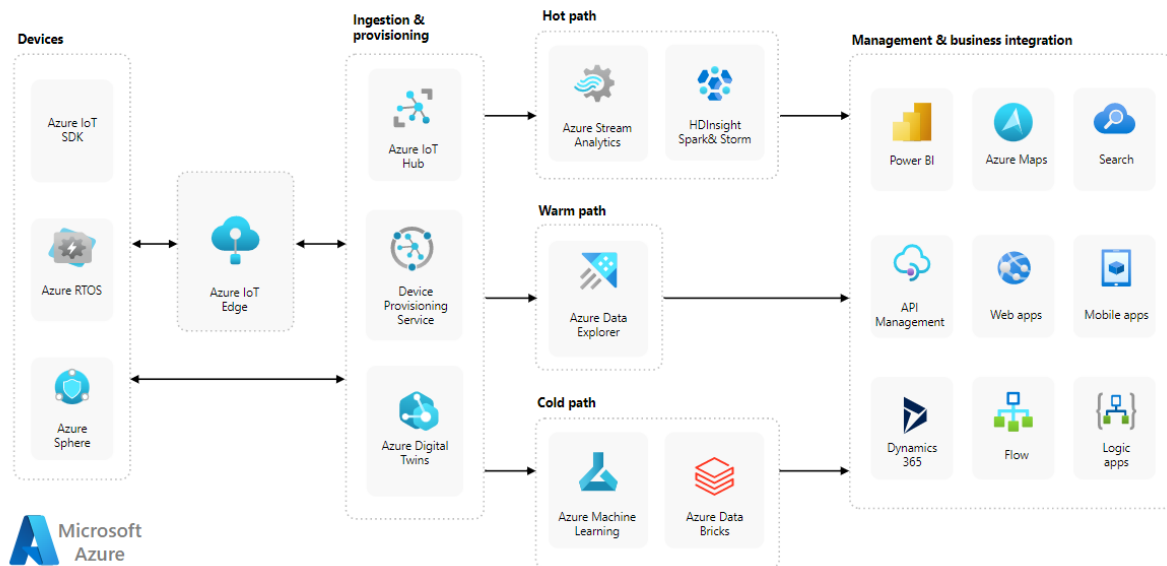 Devices
Azure IoT
SDK
Azure RTOS
Azure
Sphere
Azure IoT
Edge
Ingestion &
provisioning
Azure IoT
Hub
Device
Provisioning
Service
Azure Digital
Twins
Hot path
Azure Stream
Analytics
HDInsight
Spark& Storm
Warm path
Azure Data
Explorer
Cold path
Azure Machine
Learning
Azure Data
Bricks
Management & business integration
Power BI
Azure Maps
Search
API
Management
Web apps
Mobile apps
Dynamics
365
Flow
Logic
apps
Microsoft
Azure